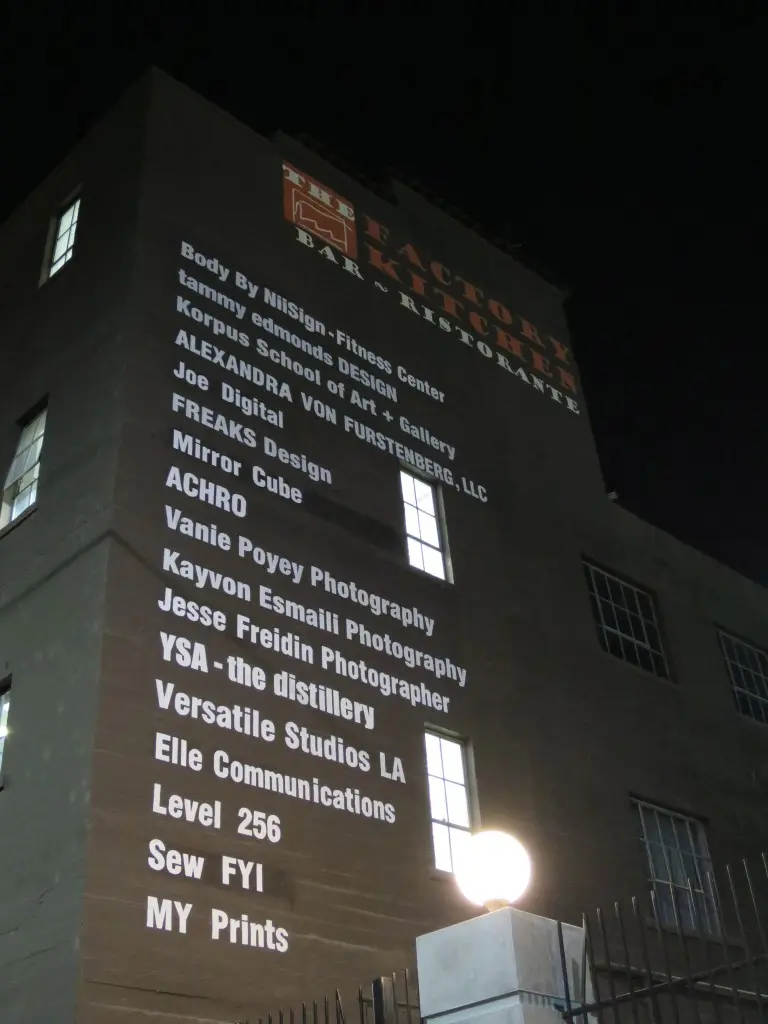 THE
FACTORY
KITCHEN
BAR ~ RISTORANTE
Body By NiiSign - Fitness Center
tammy edmonds DESIGN
Korpus School of Art + Gallery
ALEXANDRA VON FURSTENBERG, LLC
Joe Digital
FREAKS Design
Mirror Cube
ACHRO
Vanie Poyey Photography
Kayvon Esmaili Photography
Jesse Freidin Photographer
YSA - the distillery
Versatile Studios LA
Elle Communications
Level 256
Sew FYI
MY Prints